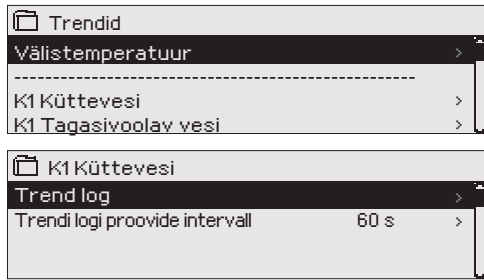 Trendid
Välistemperatuur >
----------------------------------------------------
K1 Küttevesi >
K1 Tagasivoolav vesi >
K1 Küttevesi
Trend log >
Trendi logi proovide intervall 60 s >